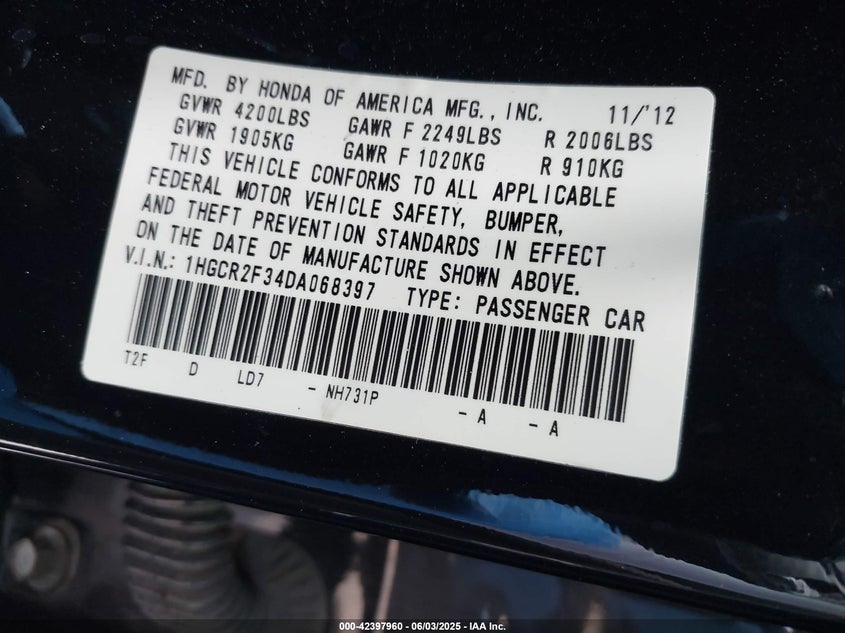 MFD. BY HONDA OF AMERICA MFG., INC. 11/'12
GVWR 4200LBS GAWR F 2249LBS R 2006LBS
GVWR 1905KG GAWR F 1020KG R 910KG
THIS VEHICLE CONFORMS TO ALL APPLICABLE
FEDERAL MOTOR VEHICLE SAFETY, BUMPER,
AND THEFT PREVENTION STANDARDS IN EFFECT
ON THE DATE OF MANUFACTURE SHOWN ABOVE.
V.I.N.: 1HGCR2F34DA068397 TYPE: PASSENGER CAR
T2F D LD7 - NH731P - A - A
000-42397960 - 06/03/2025 - IAA Inc.